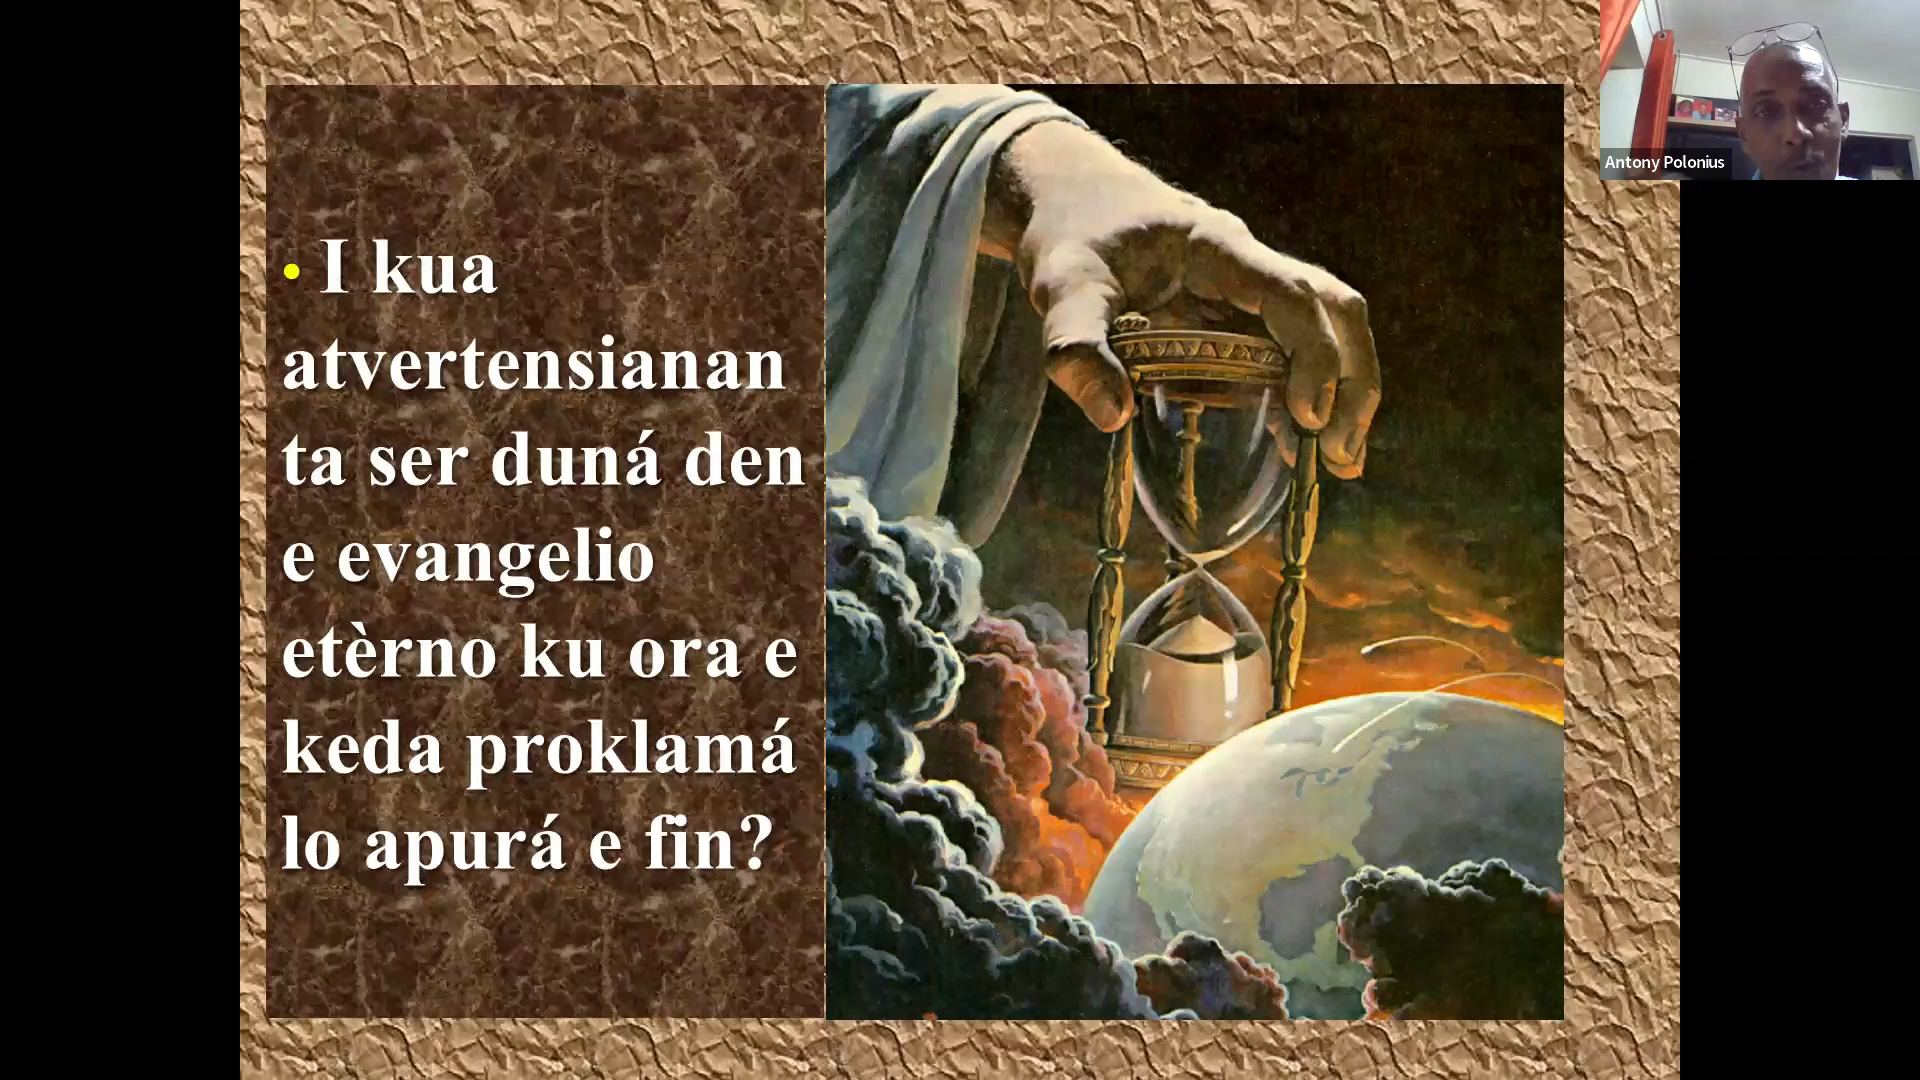 • I kua
atvertensianan
ta ser duná den
e evangelio
etèrno ku ora e
keda proklamá
lo apurá e fin?
Antony Polonius